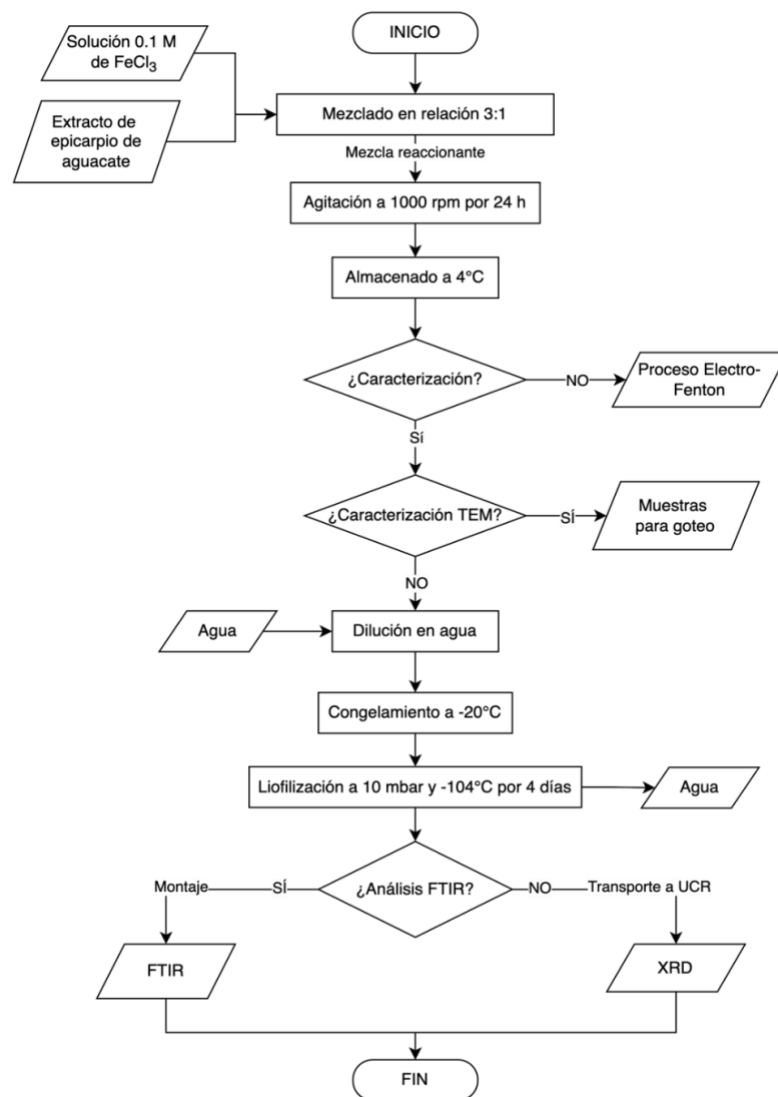 INICIO
Solución 0.1 M
de FeCl₃
Mezclado en relación 3:1
Extracto de
epicarpio de
aguacate
Mezcla reaccionante
Agitación a 1000 rpm por 24 h
Almacenado a 4°C
¿Caracterización?
NO
Proceso Electro-
Fenton
Sí
¿Caracterización TEM?
SÍ
Muestras
para goteo
NO
Agua
Dilución en agua
Congelamiento a -20°C
Liofilización a 10 mbar y -104°C por 4 días
Agua
Montaje
SÍ
¿Análisis FTIR?
NO
Transporte a UCR
FTIR
XRD
FIN